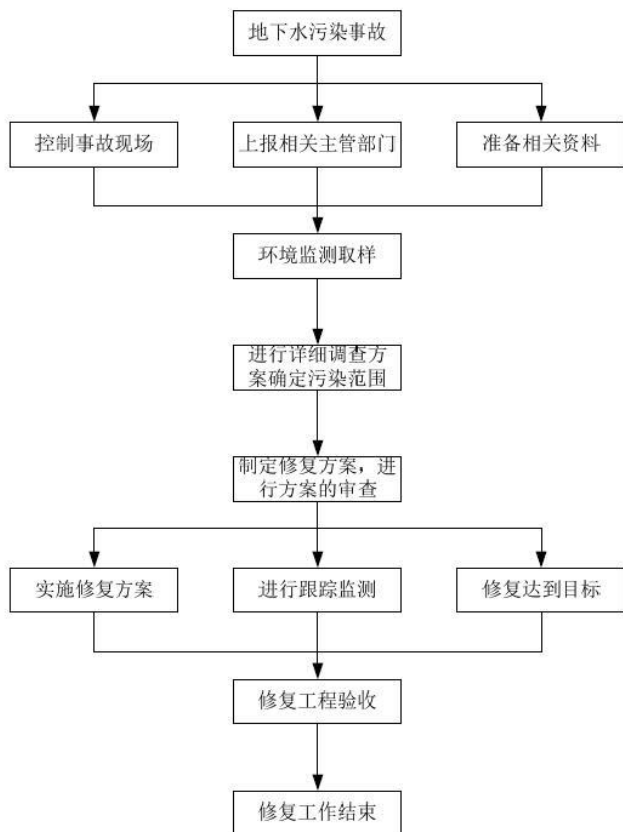 地下水污染事故
控制事故现场
上报相关主管部门
准备相关资料
环境监测取样
进行详细调查方
案确定污染范围
制定修复方案，进
行方案的审查
实施修复方案
进行跟踪监测
修复达到目标
修复工程验收
修复工作结束